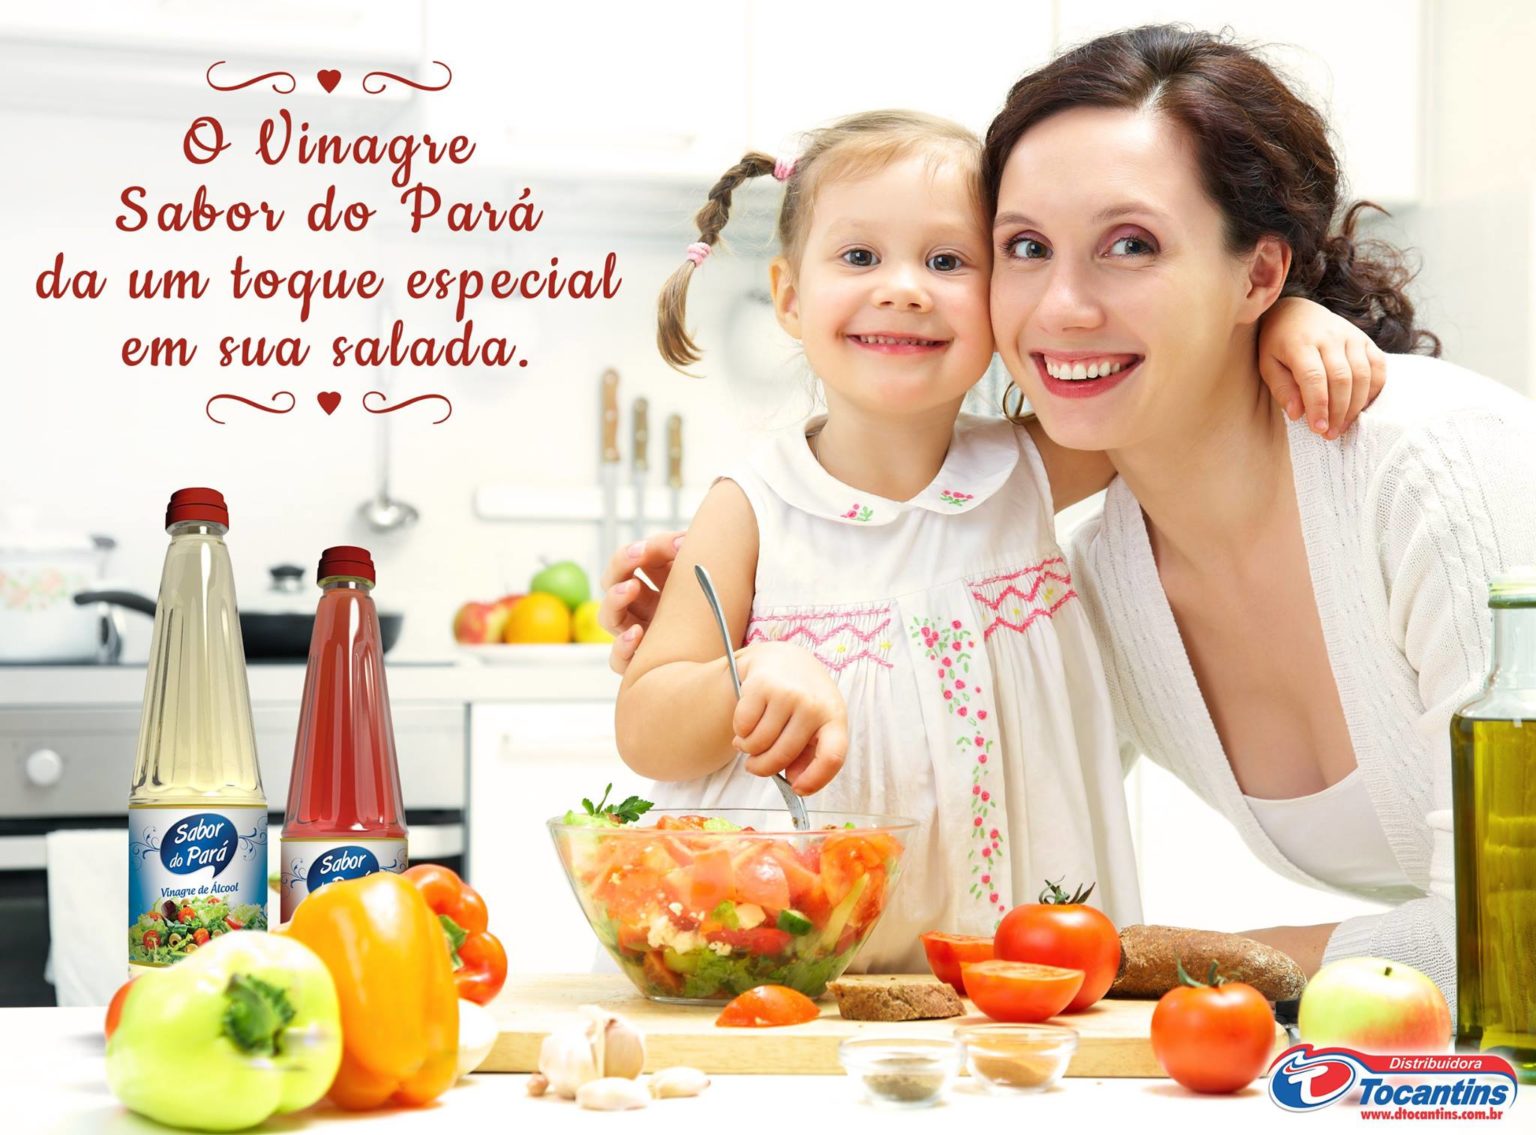 O Vinagre
Sabor do Pará
da um toque especial
em sua salada.
Sabor
do Pará
Vinagre de Álcool
Sabor
Distribuidora
Tocantins
www.dtocantins.com.br